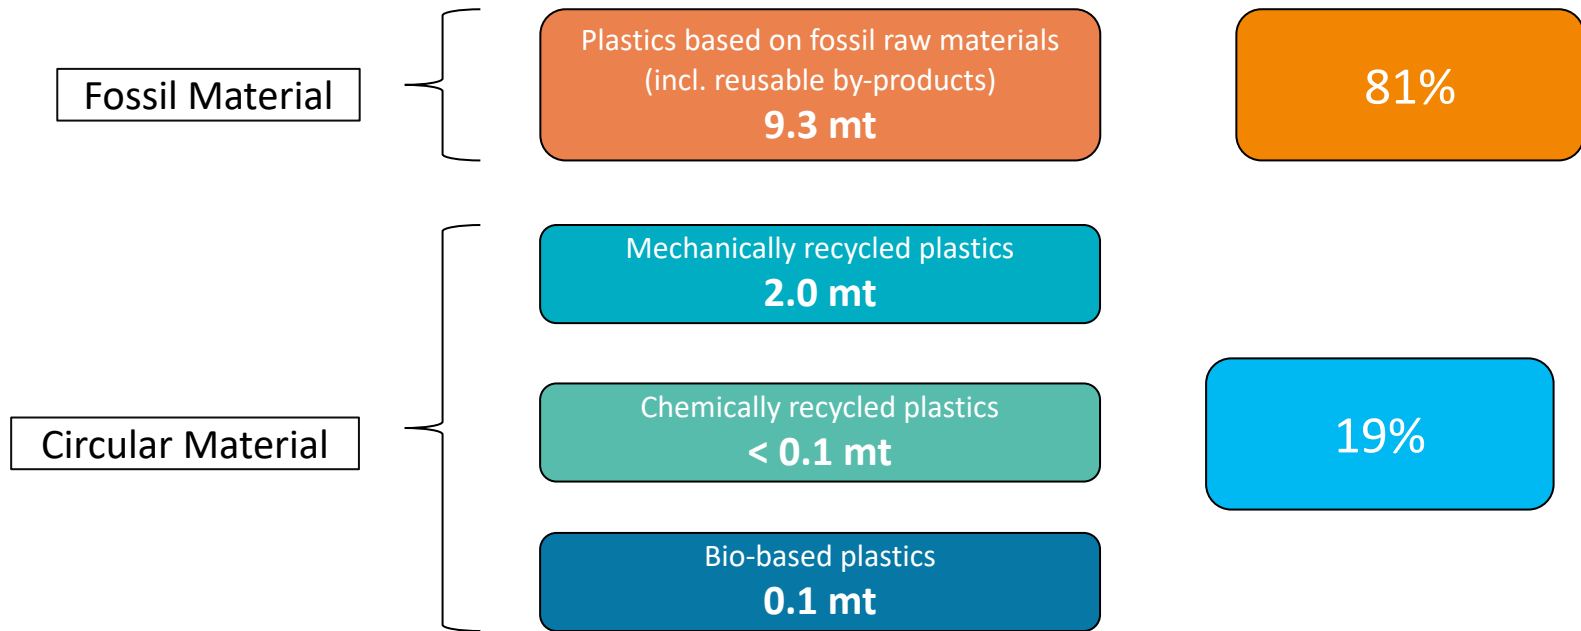 Fossil Material
Plastics based on fossil raw materials
(incl. reusable by-products)
9.3 mt
81%
Circular Material
Mechanically recycled plastics
2.0 mt
Chemically recycled plastics
< 0.1 mt
Bio-based plastics
0.1 mt
19%